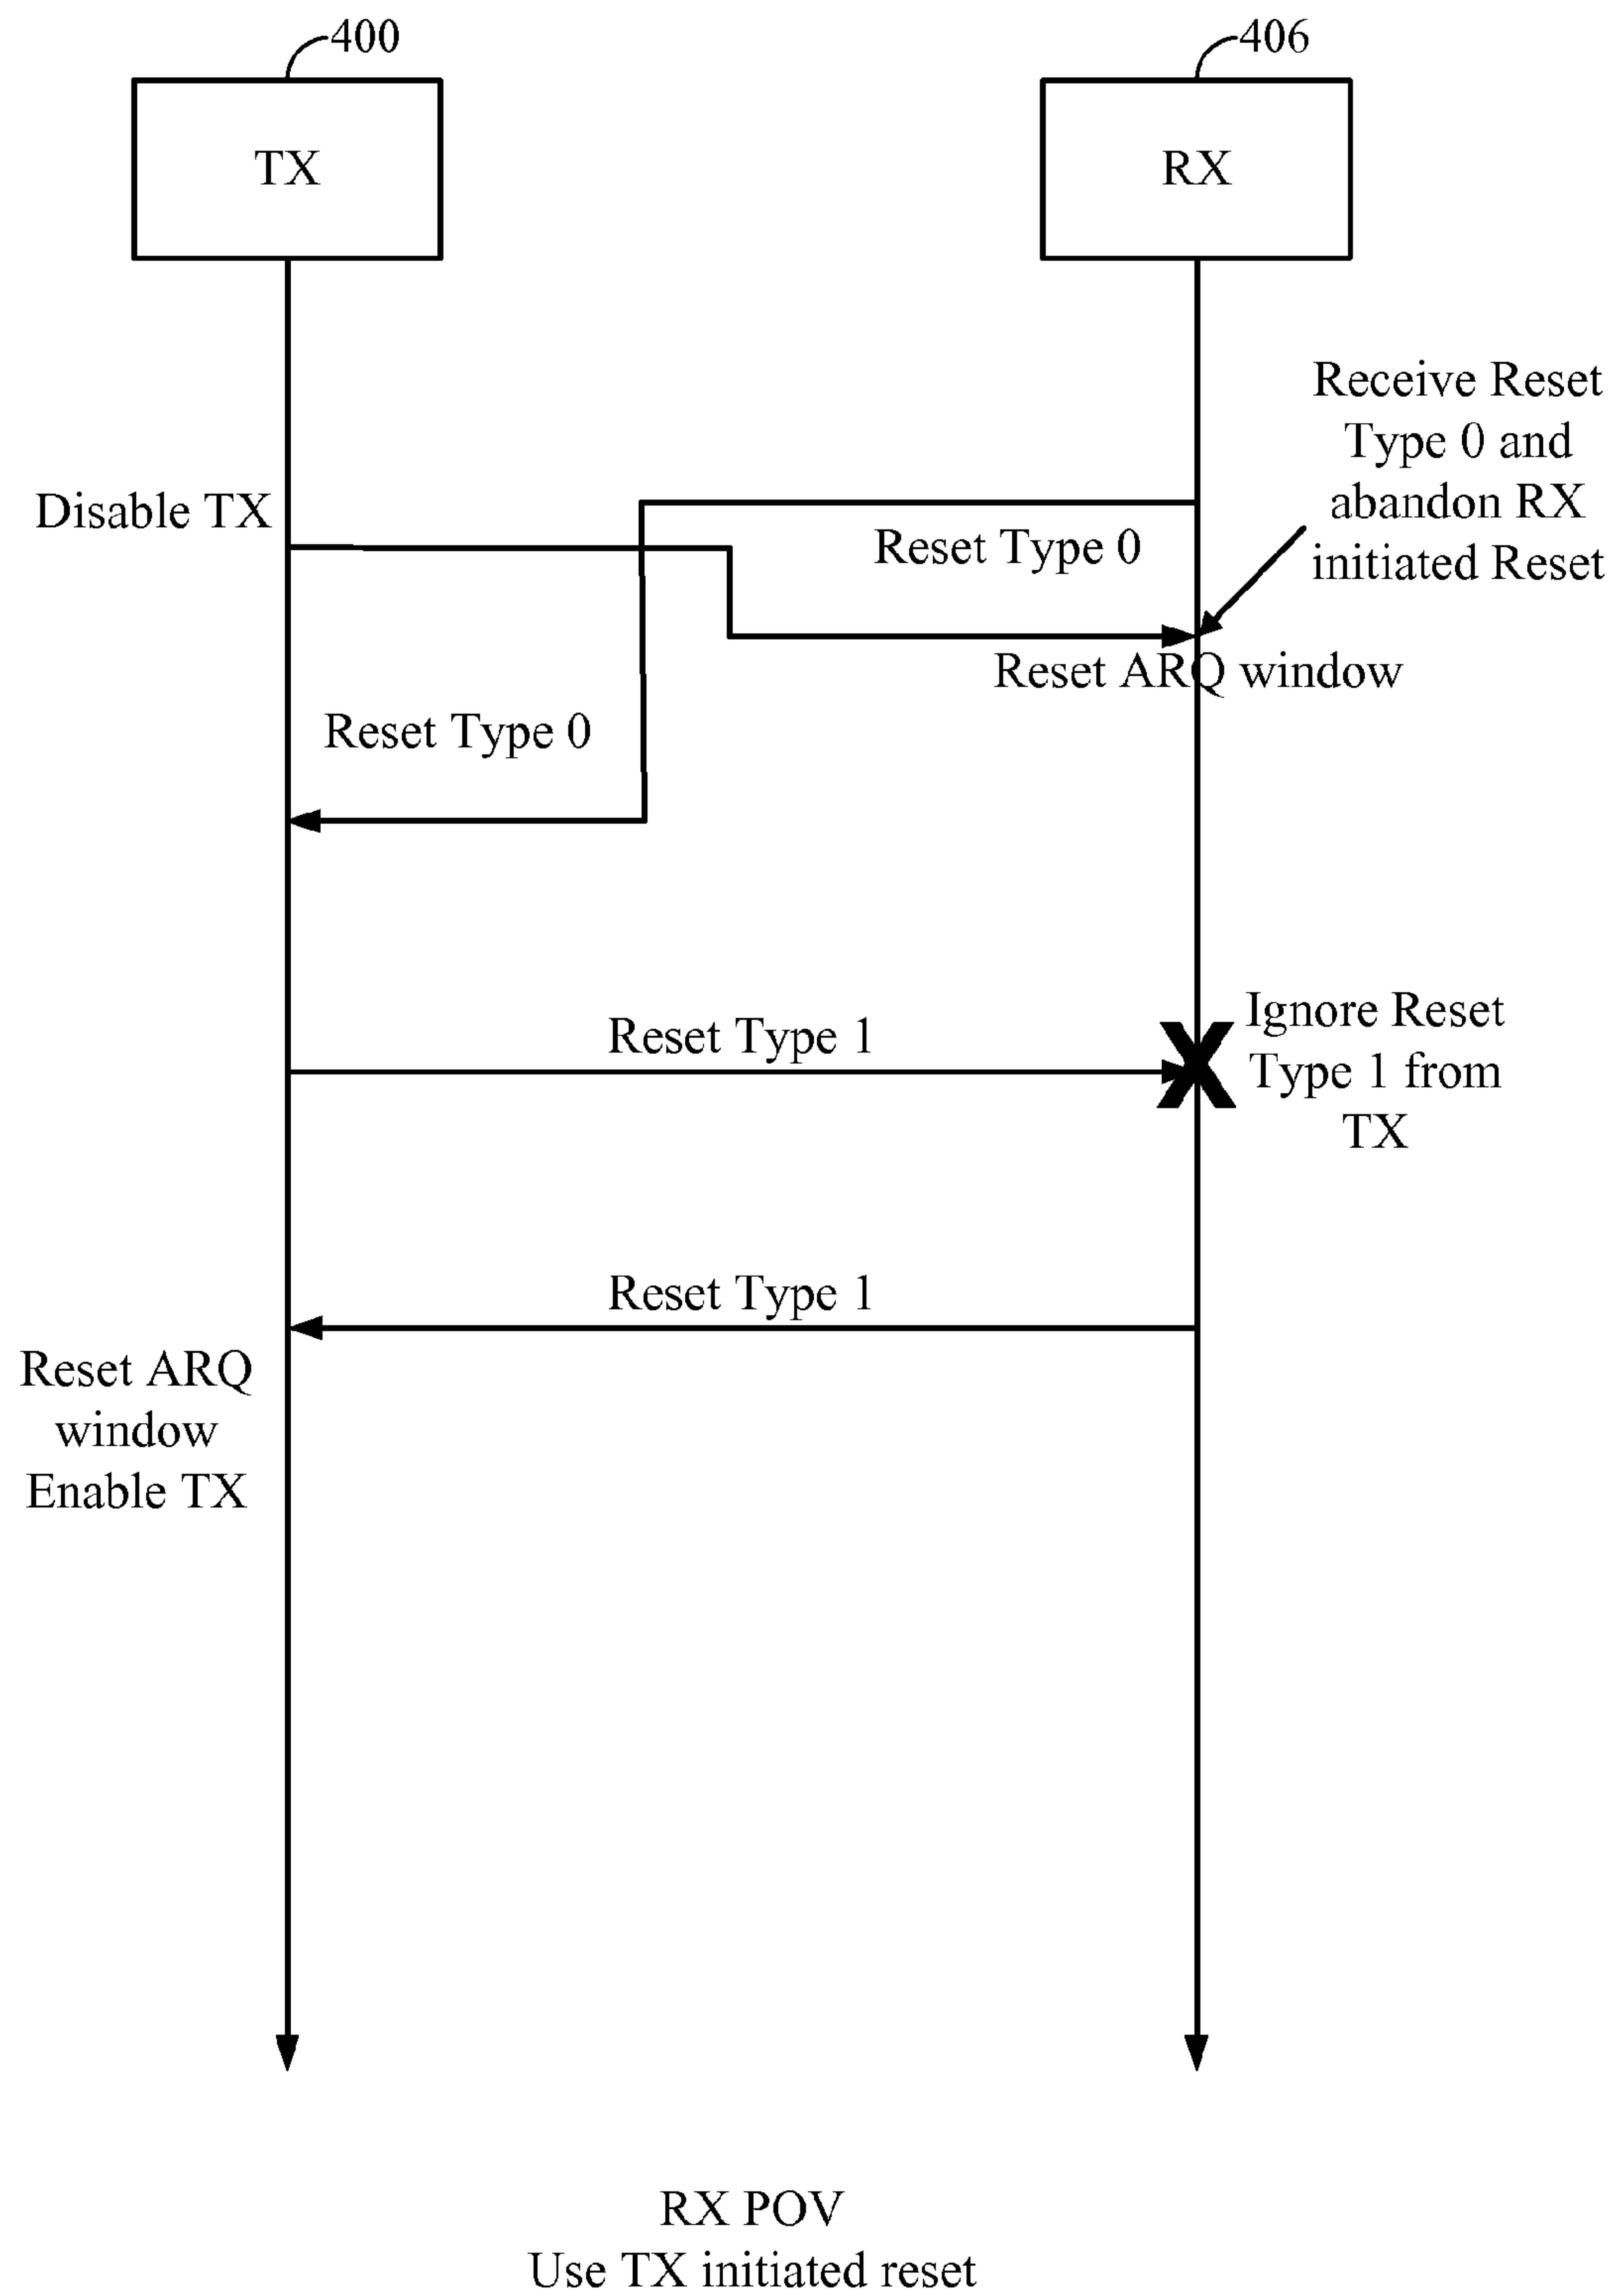 400
406
TX
RX
Receive Reset
Type 0 and
abandon RX
initiated Reset
Disable TX
Reset Type 0
Reset ARQ window
Reset Type 0
Ignore Reset
Type 1 from
TX
Reset Type 1
X
Reset Type 1
Reset ARQ
window
Enable TX
RX POV
Use TX initiated reset